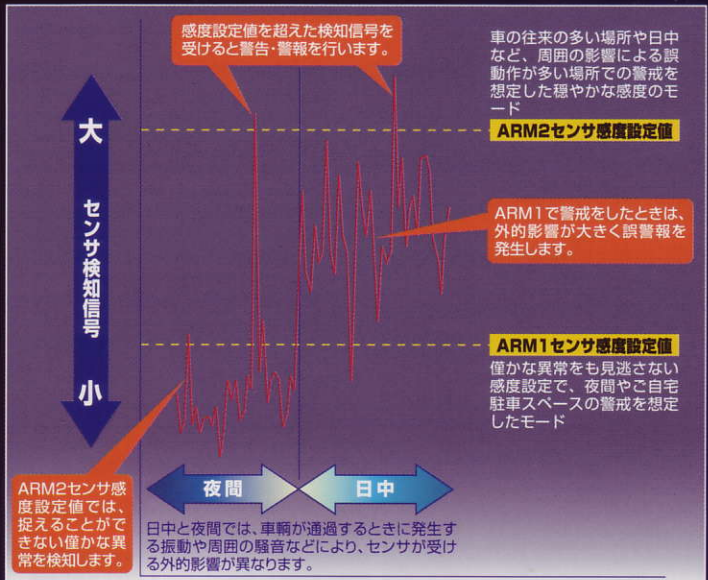 感度設定値を超えた検知信号を
受けると警告・警報を行います。
車の往来の多い場所や日中
など、周囲の影響による誤
動作が多い場所での警戒を
想定した穏やかな感度のモ
ード
ARM2センサ感度設定値
大
センサ検知信号
小
ARM1で警戒をしたときは、
外的影響が大きく誤警報を
発生します。
ARM1センサ感度設定値
僅かな異常をも見逃さない
感度設定で、夜間やご自宅
駐車スペースの警戒を想定
したモード
ARM2センサ感
度設定値では、
捉えることがで
きない僅かな異
常を検知します。
夜間
日中
日中と夜間では、車輌が通過するときに発生す
る振動や周囲の騒音などにより、センサが受け
る外的影響が異なります。